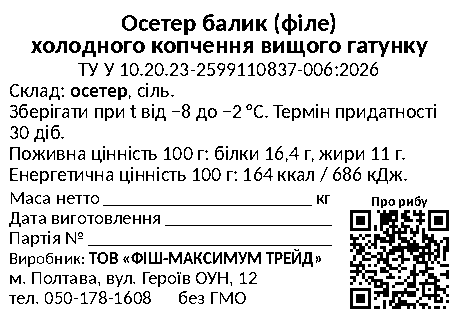 Осетер балик (філе)
холодного копчення вищого гатунку
ТУ У 10.20.23-2599110837-006:2026
Склад: осетер, сіль.
Зберігати при t від −8 до −2 °С. Термін придатності
30 діб.
Поживна цінність 100 г: білки 16,4 г, жири 11 г.
Енергетична цінність 100 г: 164 ккал / 686 кДж.
Маса нетто ____________________ кг
Про рибу
Дата виготовлення ________________
Партія № ________________________
Виробник: ТОВ «ФІШ-МАКСИМУМ ТРЕЙД»
м. Полтава, вул. Героїв ОУН, 12
тел. 050-178-1608 без ГМО